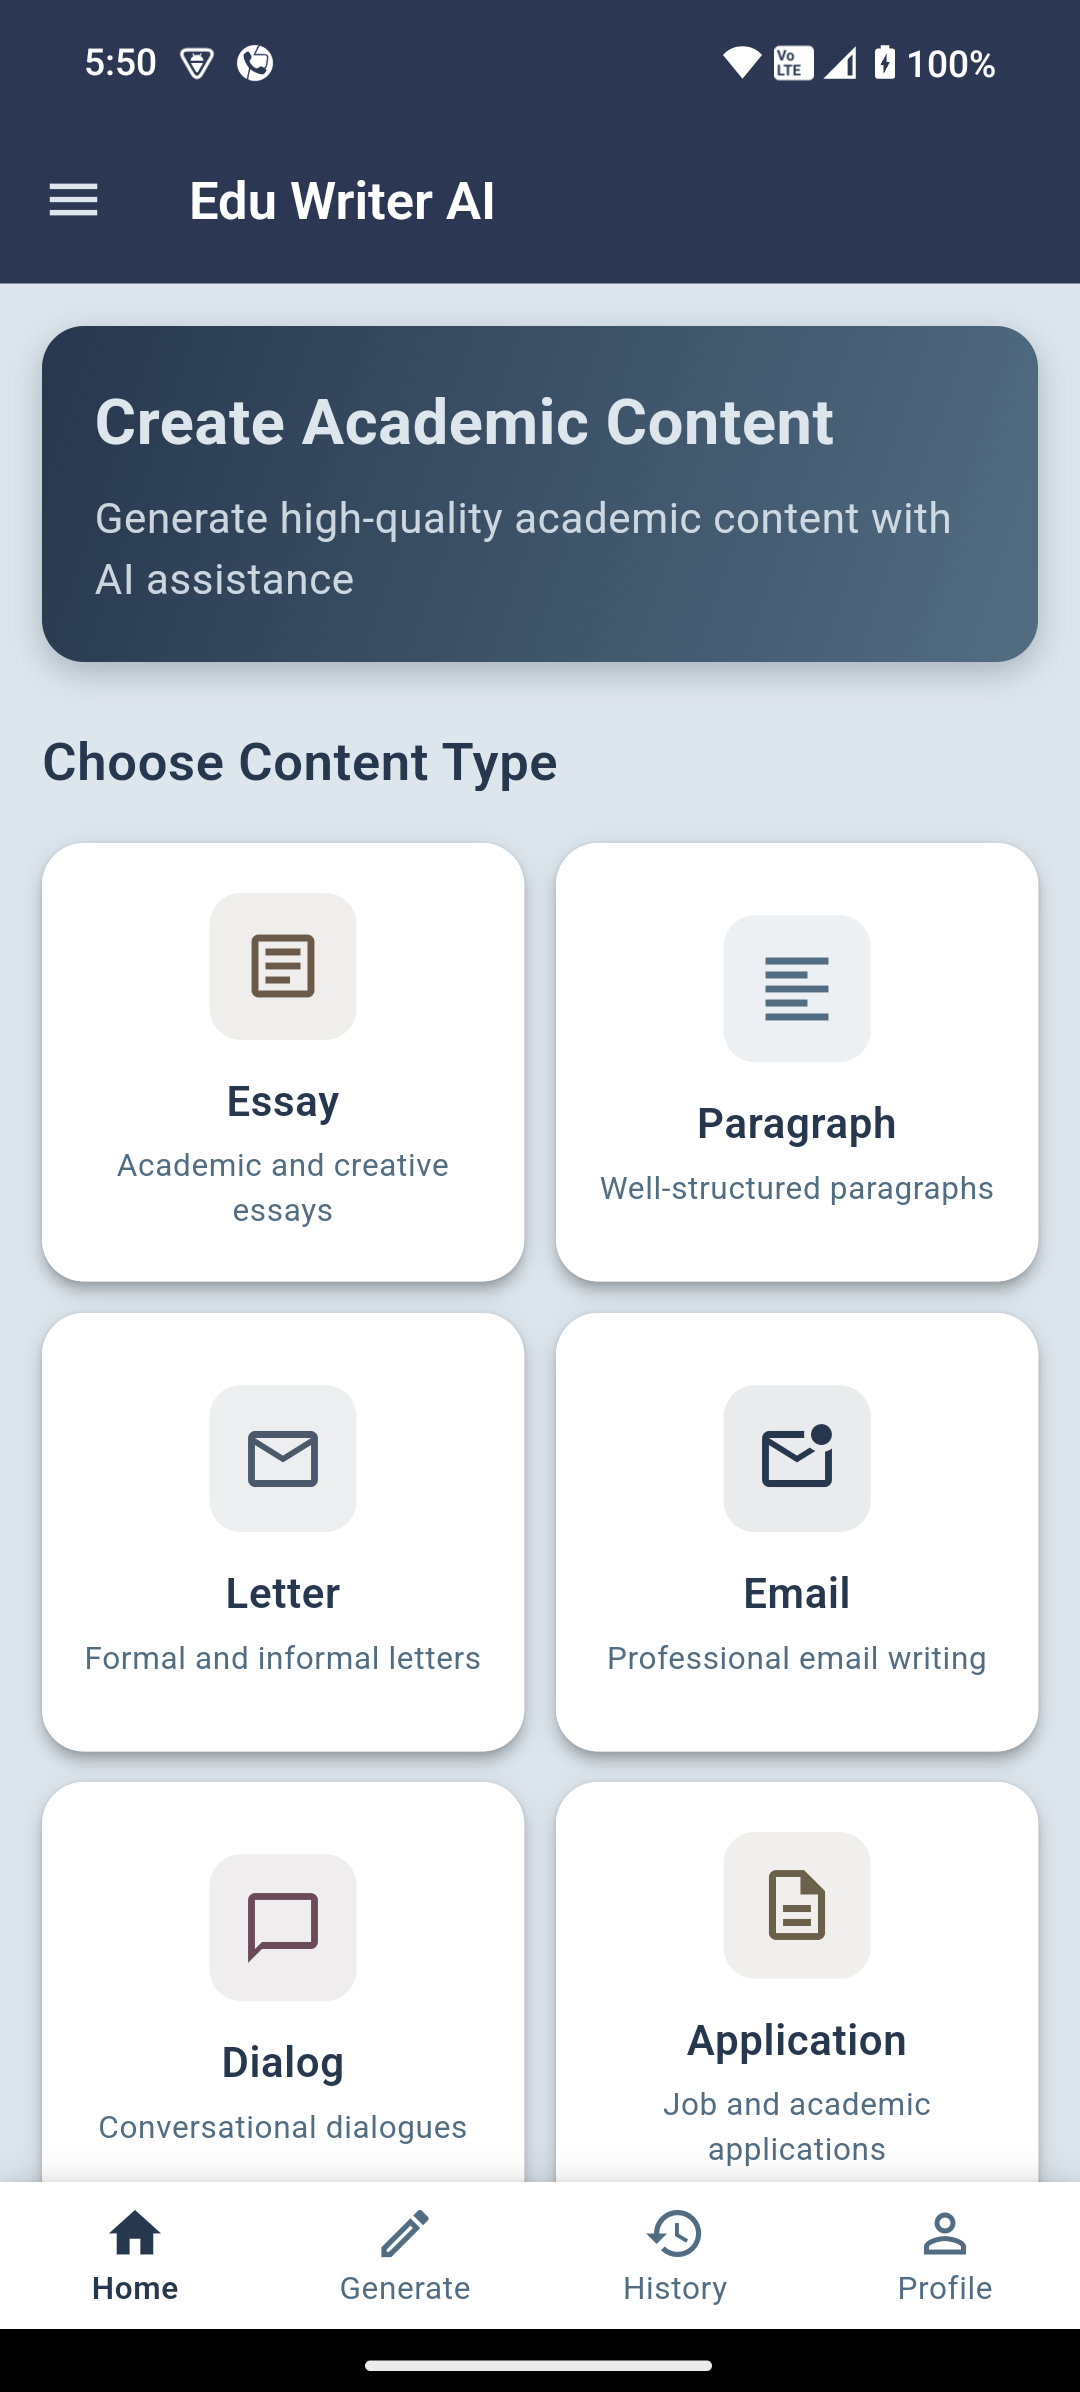 5:50
Vo LTE
100%
Edu Writer AI
Create Academic Content
Generate high-quality academic content with
AI assistance
Choose Content Type
Essay
Academic and creative
essays
Paragraph
Well-structured paragraphs
Letter
Formal and informal letters
Email
Professional email writing
Dialog
Conversational dialogues
Application
Job and academic
applications
Home
Generate
History
Profile